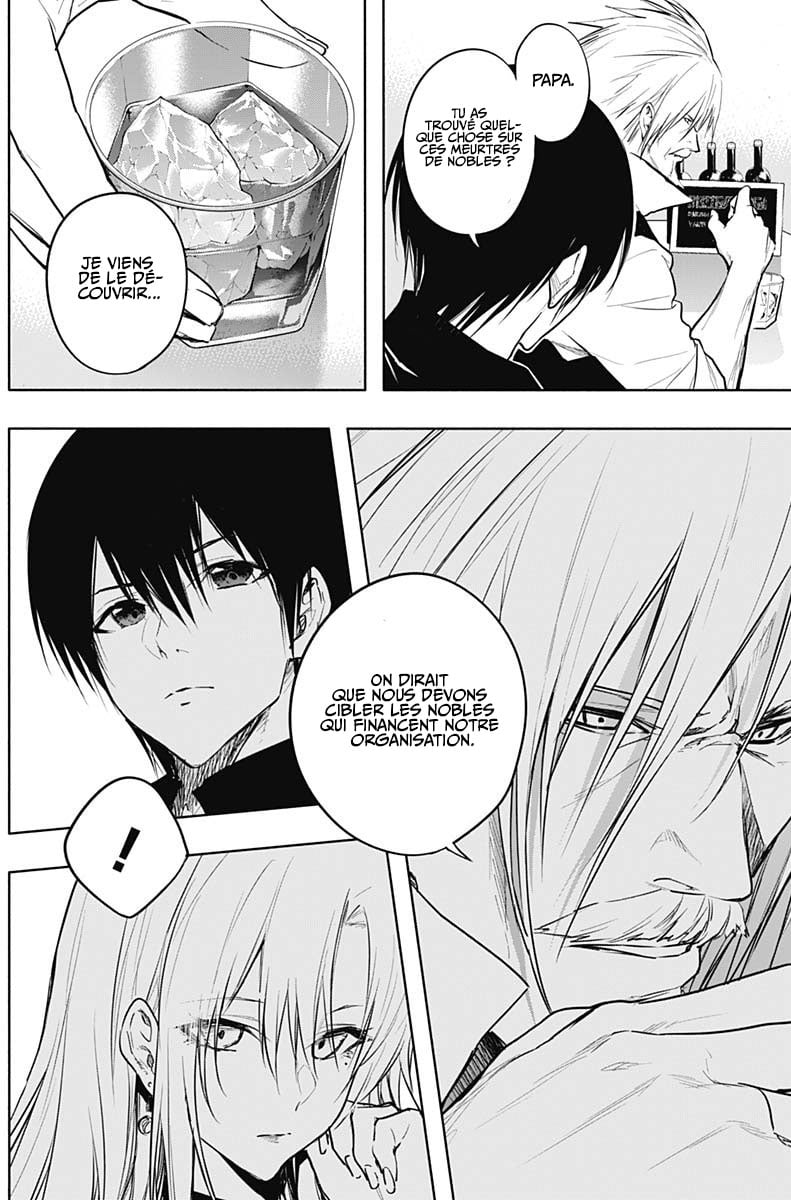 PAPA.
TU AS
TROUVÉ QUEL-
QUE CHOSE SUR
CES MEURTRES
DE NOBLES ?
JE VIENS
DE LE DÉ-
COUVRIR...
ON DIRAIT
QUE NOUS DEVONS
CIBLER LES NOBLES
QUI FINANCENT NOTRE
ORGANISATION.
!